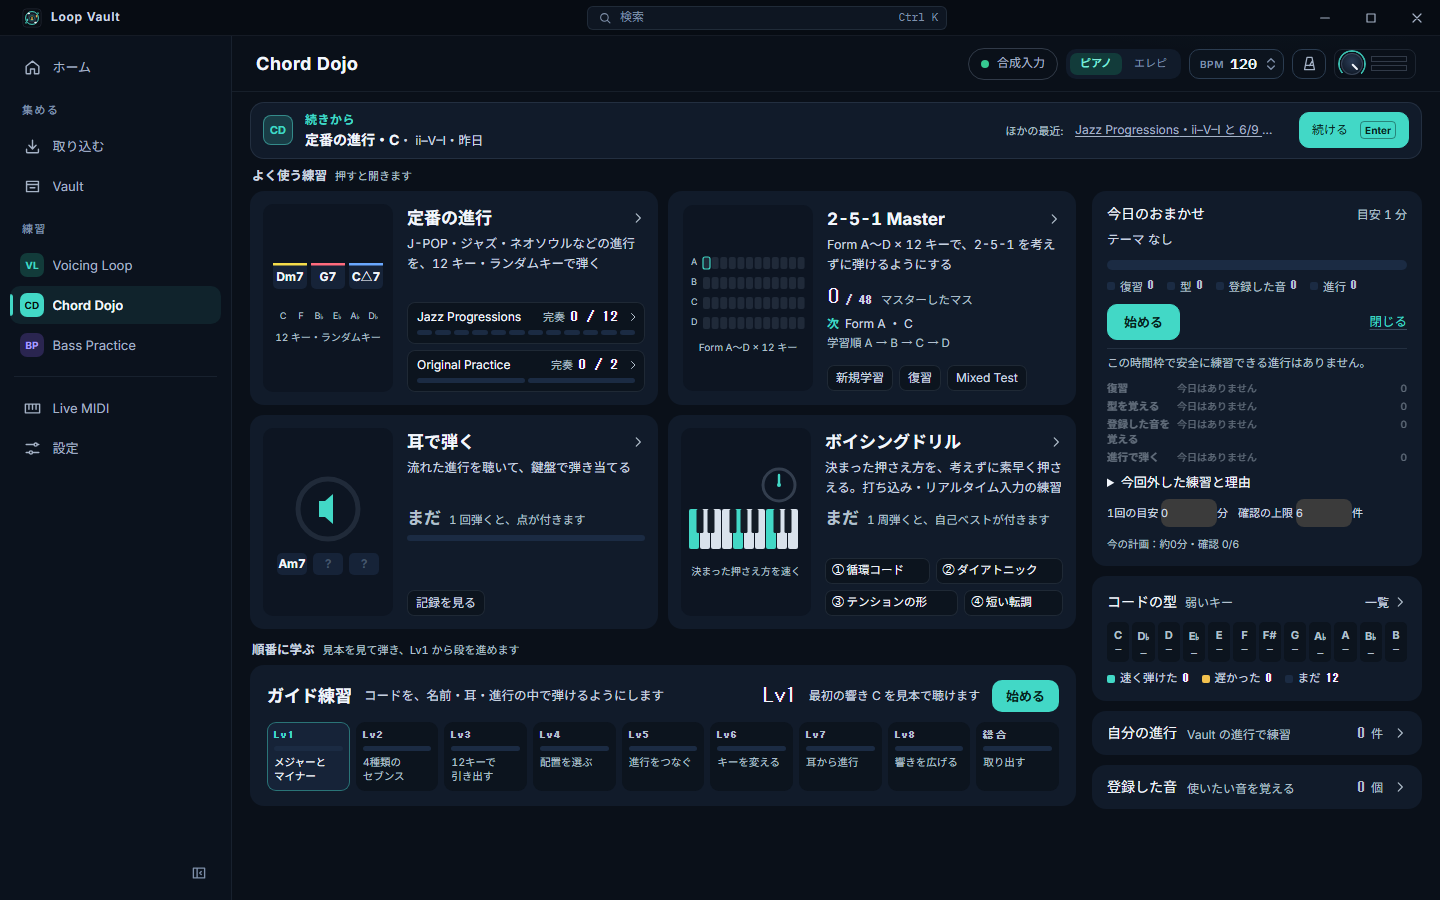 Loop Vault
検索
Ctrl K
ホーム
集める
取り込む
Vault
練習
VL Voicing Loop
CD Chord Dojo
BP Bass Practice
Live MIDI
設定
Chord Dojo
合成入力
ピアノ
エレピ
BPM 120
CD
続きから
定番の進行・C・ ii–V–I・昨日
ほかの最近: Jazz Progressions・ii–V–I と 6/9 ...
続ける Enter
よく使う練習 押すと開きます
Dm7 G7 C△7
C F B♭ E♭ A♭ D♭
12 キー・ランダムキー
定番の進行
J-POP・ジャズ・ネオソウルなどの進行
を、12 キー・ランダムキーで弾く
Jazz Progressions 完奏 0 / 12
Original Practice 完奏 0 / 2
A
B
C
D
Form A〜D × 12 キー
2-5-1 Master
Form A〜D × 12 キーで、2-5-1 を考え
ずに弾けるようにする
0 / 48 マスターしたマス
次 Form A ・ C
学習順 A → B → C → D
新規学習
復習
Mixed Test
Am7 ? ?
耳で弾く
流れた進行を聴いて、鍵盤で弾き当てる
まだ 1 回弾くと、点が付きます
記録を見る
決まった押さえ方を速く
ボイシングドリル
決まった押さえ方を、考えずに素早く押さ
える。打ち込み・リアルタイム入力の練習
まだ 1 周弾くと、自己ベストが付きます
① 循環コード
② ダイアトニック
③ テンションの形
④ 短い転調
順番に学ぶ 見本を見て弾き、Lv1 から段を進めます
ガイド練習 コードを、名前・耳・進行の中で弾けるようにします
Lv1 最初の響き C を見本で聴けます
始める
Lv1
メジャーと
マイナー
Lv2
4種類の
セブンス
Lv3
12キーで
引き出す
Lv4
配置を選ぶ
Lv5
進行をつなぐ
Lv6
キーを変える
Lv7
耳から進行
Lv8
響きを広げる
総合
取り出す
今日のおまかせ 目安 1 分
テーマ なし
復習 0 型 0 登録した音 0 進行 0
始める
閉じる
この時間枠で安全に練習できる進行はありません。
復習 今日はありません 0
型を覚える 今日はありません 0
登録した音を
覚える 今日はありません 0
進行で弾く 今日はありません 0
▶ 今回外した練習と理由
1回の目安 0 分 確認の上限 6 件
今の計画：約0分・確認 0/6
コードの型 弱いキー 一覧
C D♭ D E♭ E F F# G A♭ A B♭ B
– – – – – – – – – – – –
速く弾けた 0 遅かった 0 まだ 12
自分の進行 Vault の進行で練習 0 件
登録した音 使いたい音を覚える 0 個